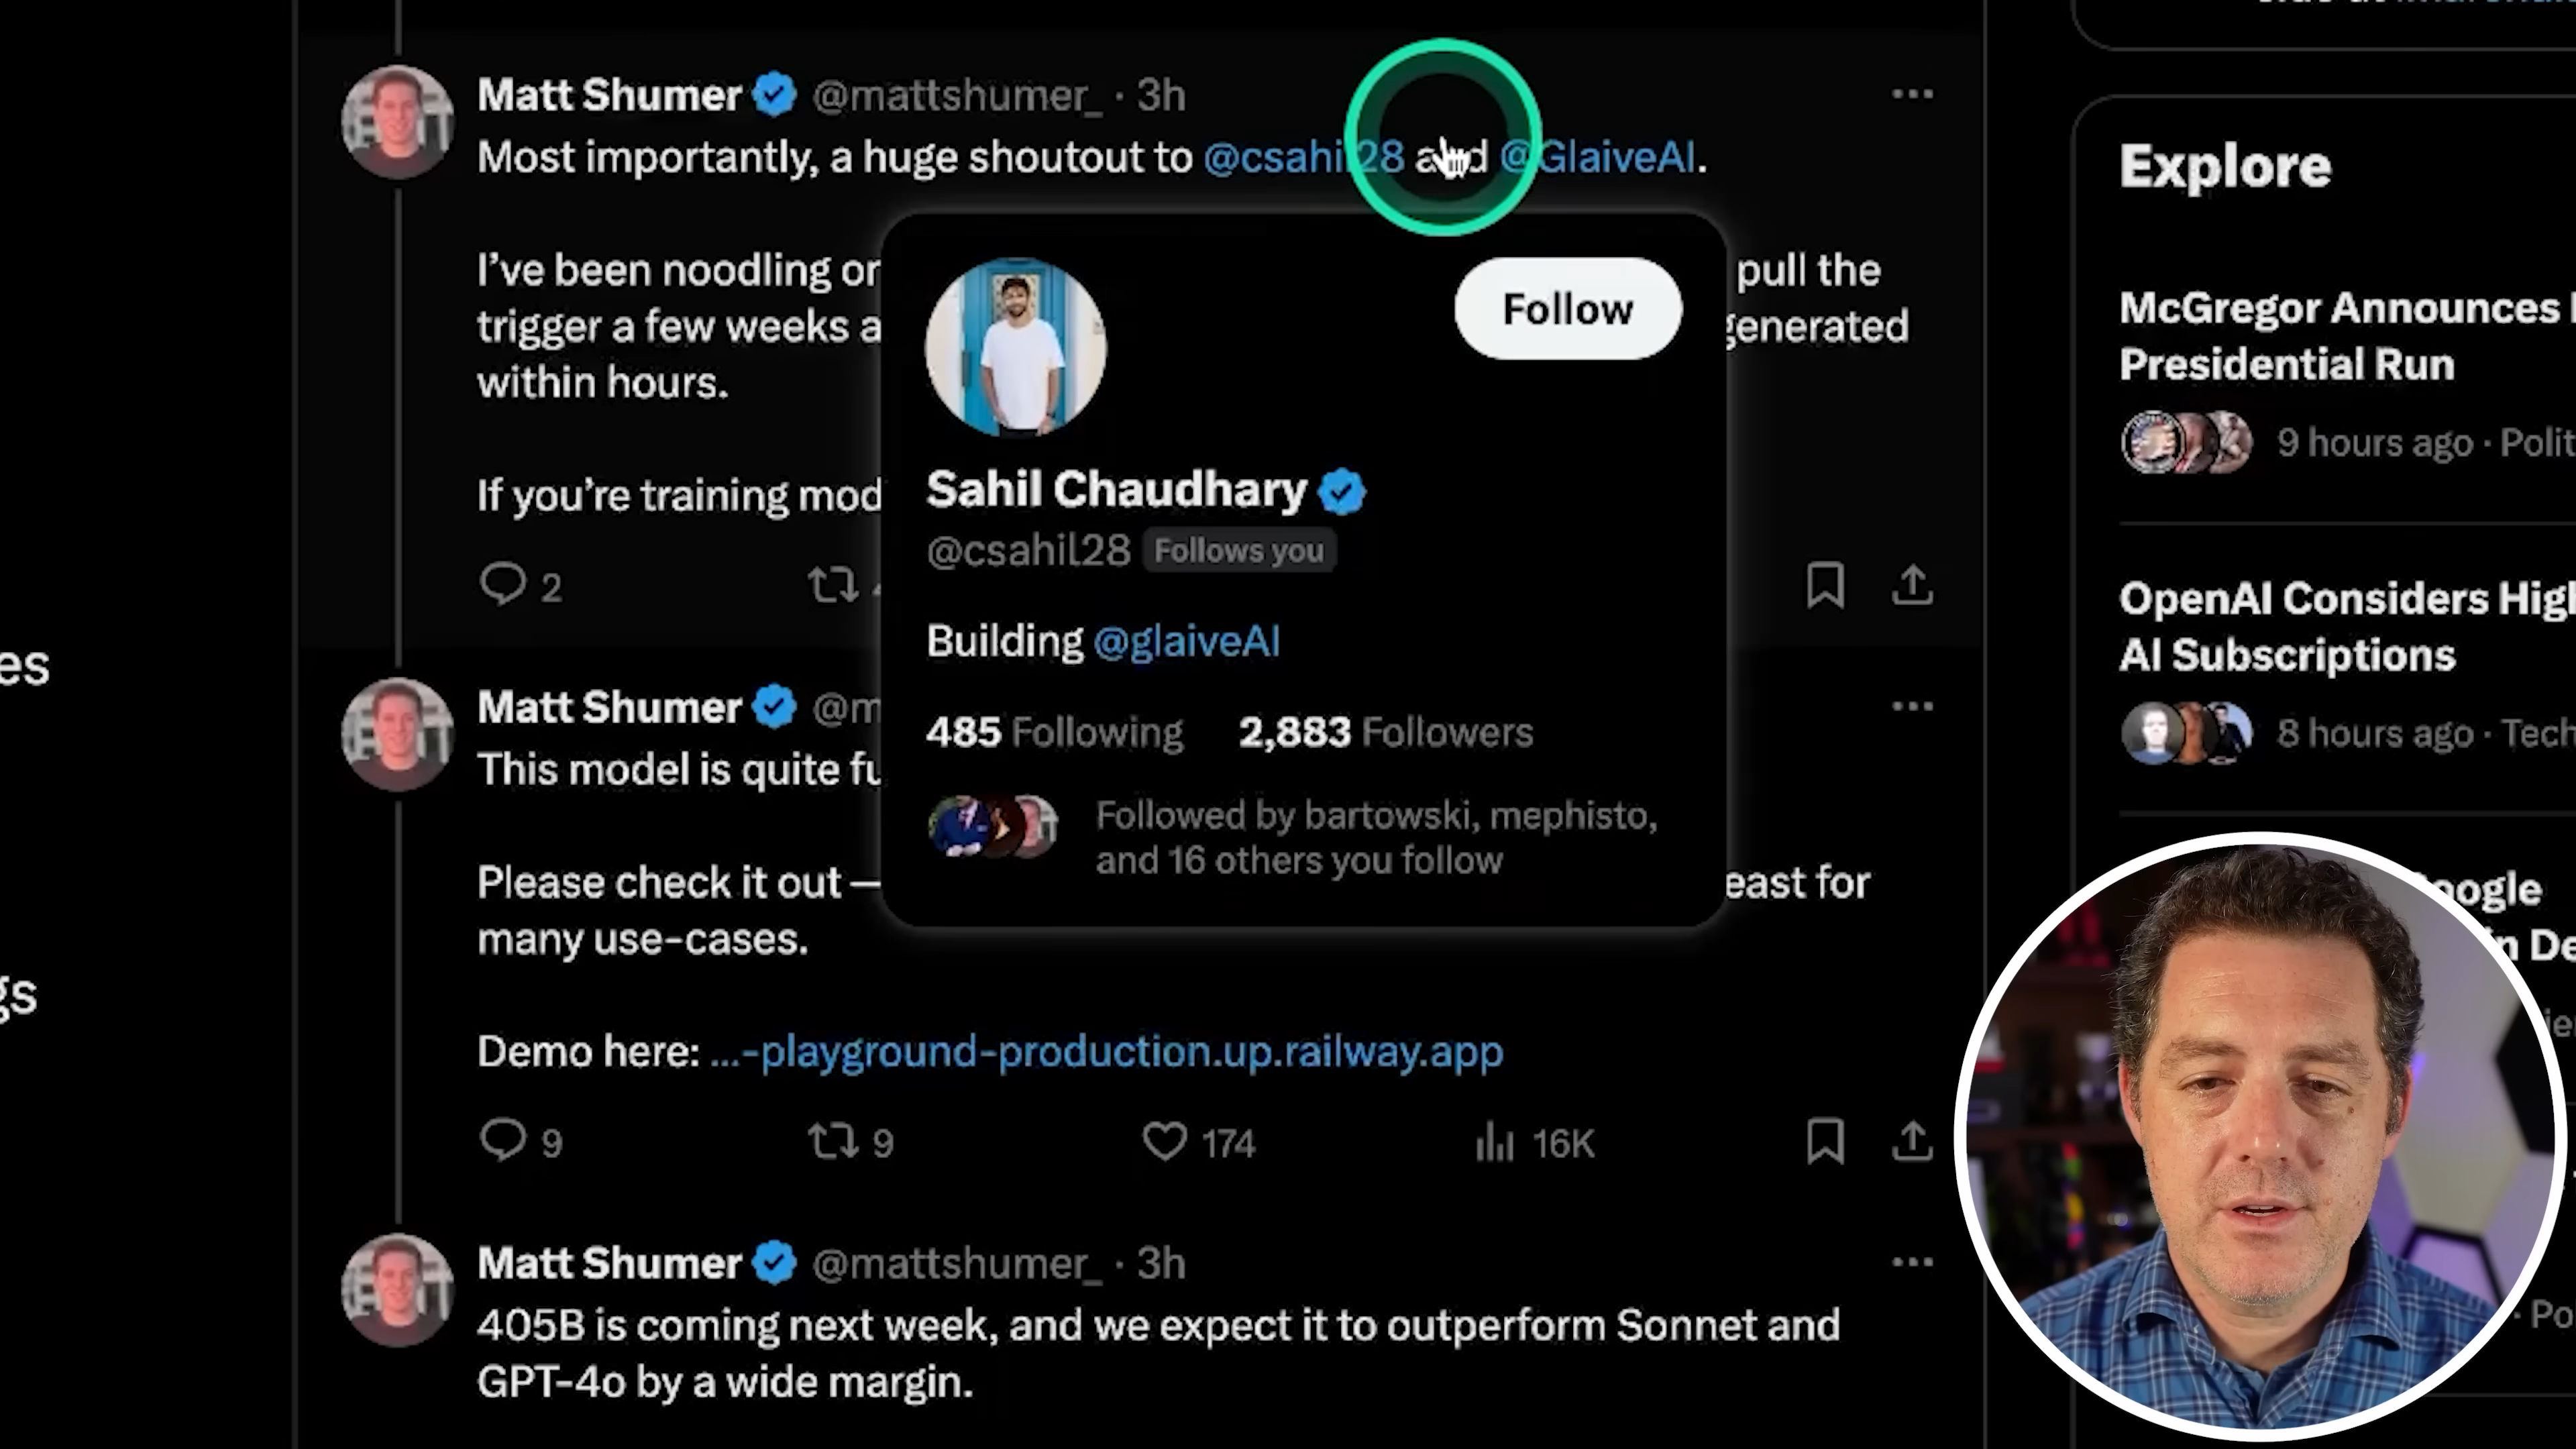 Matt Shumer @mattshumer_ · 3h
Most importantly, a huge shoutout to @csahil28 and @GlaiveAI.
I've been noodling or
pull the
trigger a few weeks a
generated
within hours.
If you're training mod
2
Follow
Sahil Chaudhary
@csahil28 Follows you
Building @glaiveAI
485 Following 2,883 Followers
Followed by bartowski, mephisto,
and 16 others you follow
Matt Shumer @m
This model is quite fu
Please check it out —
east for
many use-cases.
Demo here: ...-playground-production.up.railway.app
9 9 174 16K
Matt Shumer @mattshumer_ · 3h
405B is coming next week, and we expect it to outperform Sonnet and
GPT-4o by a wide margin.
es
gs
Explore
McGregor Announces
Presidential Run
9 hours ago · Polit
OpenAI Considers High
AI Subscriptions
8 hours ago · Tech
oogle
in De
· Po